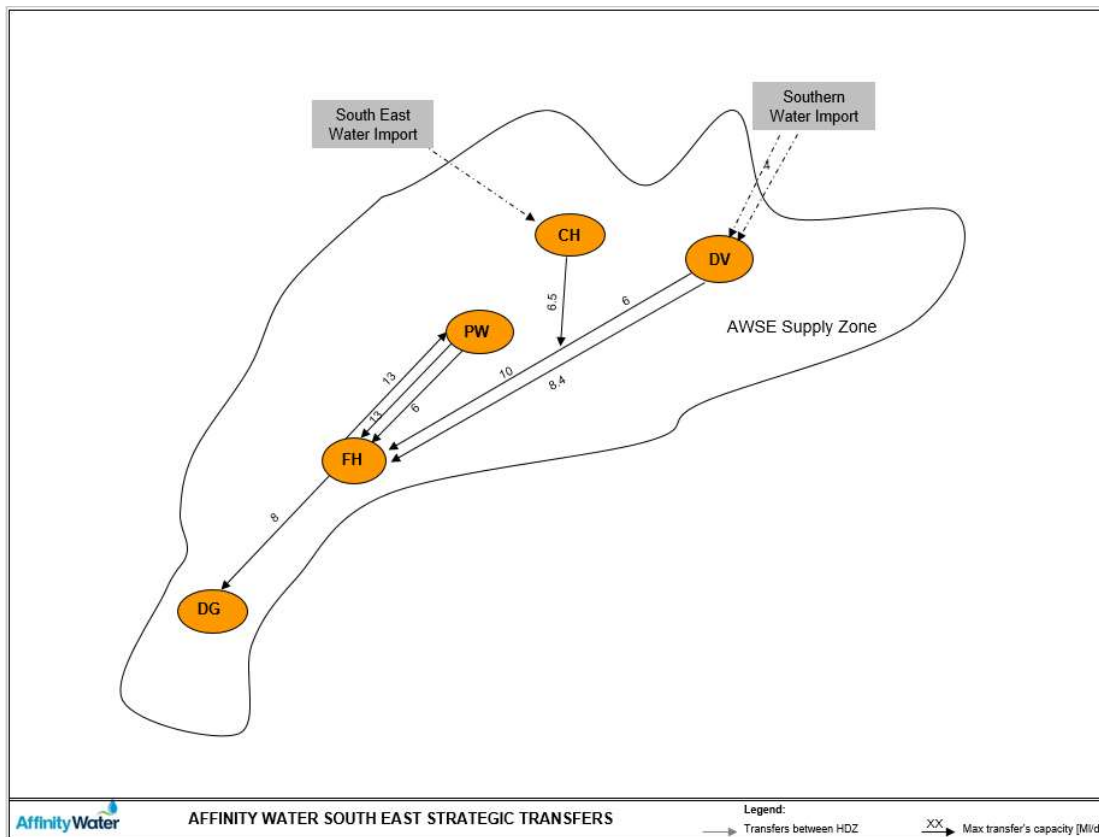 South East
Water Import
Southern
Water Import
4
CH
DV
6.5
6
AWSE Supply Zone
PW
13
10
8.4
13
6
FH
8
DG
AffinityWater
AFFINITY WATER SOUTH EAST STRATEGIC TRANSFERS
Legend:
Transfers between HDZ
XX
Max transfer's capacity [Ml/d